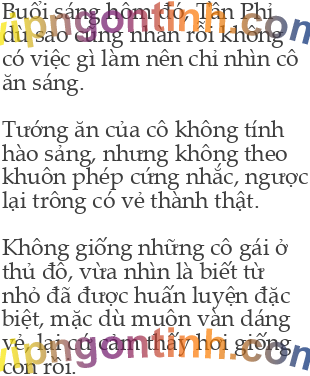 Buổi sáng hôm đó, Tần Phi
dù sao cũng nhàn rỗi không
có việc gì làm nên chỉ nhìn cô
ăn sáng.

Tướng ăn của cô không tính
hào sảng, nhưng không theo
khuôn phép cứng nhắc, ngược
lại trông có vẻ thành thật.

Không giống những cô gái ở
thủ đô, vừa nhìn là biết từ
nhỏ đã được huấn luyện đặc
biệt, mặc dù muôn vàn dáng
vẻ, lại cứ cảm thấy hơi giống
con rối.